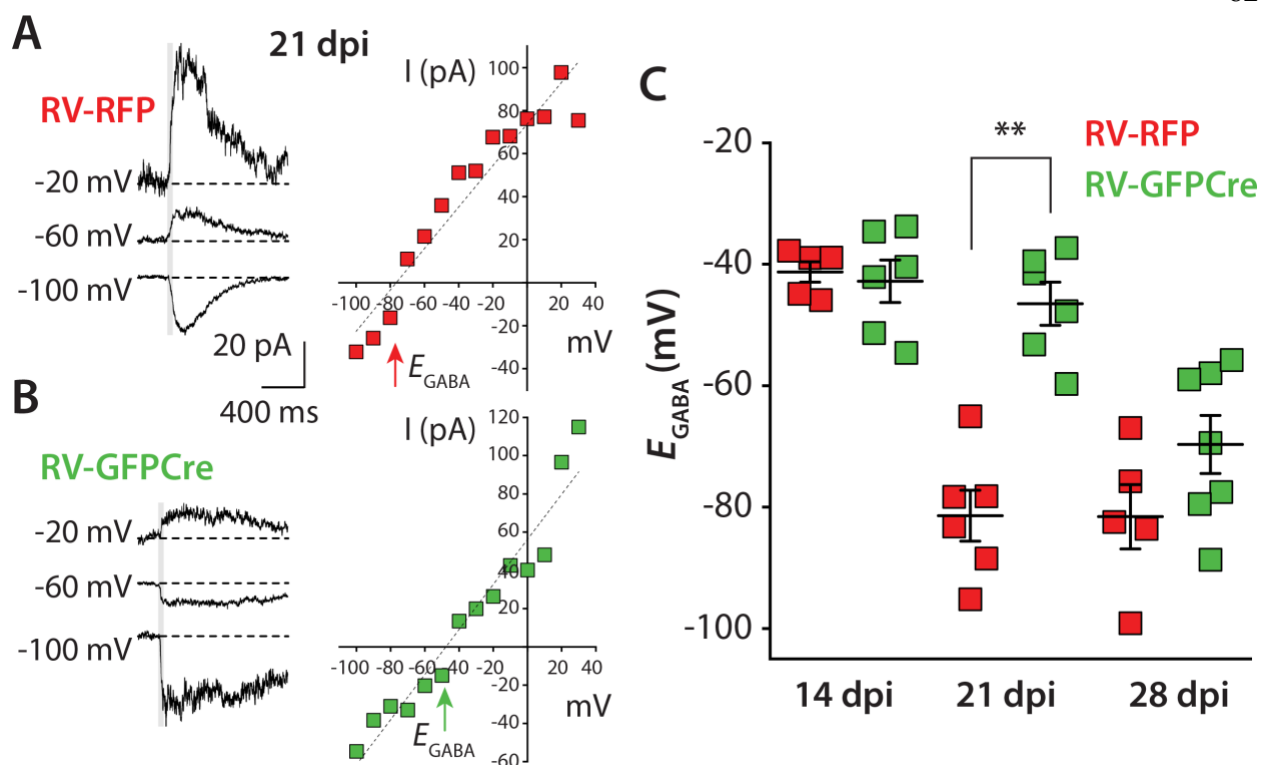 A
21 dpi
RV-RFP
-20 mV
-60 mV
-100 mV
20 pA
400 ms
I (pA)
100
80
60
40
20
-100 -80 -60 -40 -20 20 40
-20
-40
mV
EGABA
B
RV-GFPCre
-20 mV
-60 mV
-100 mV
I (pA)
120
100
80
60
40
20
-100 -80 -60 -40 -20 20 40
-20
-40
-60
mV
EGABA
C
RV-RFP
RV-GFPCre
**
EGABA (mV)
-20
-40
-60
-80
-100
14 dpi 21 dpi 28 dpi